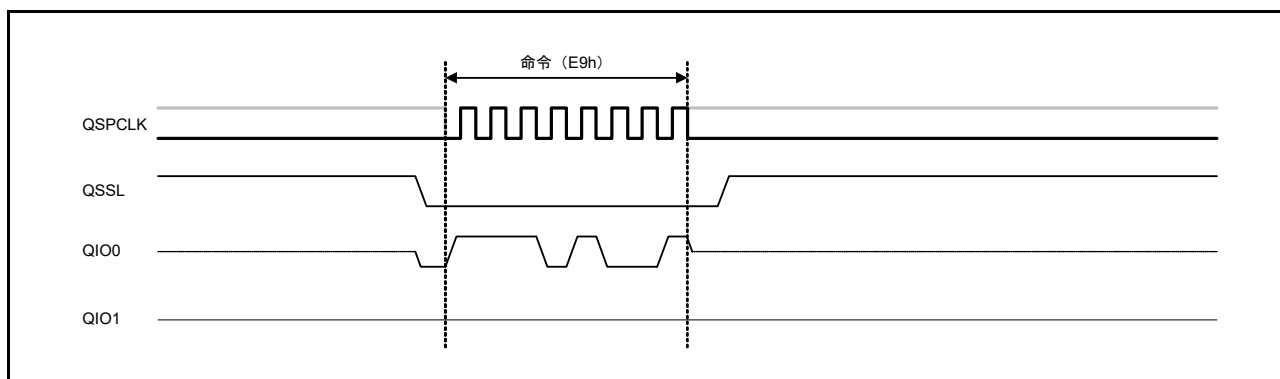 命令（E9h）
QSPCLK
QSSL
QIO0
QIO1